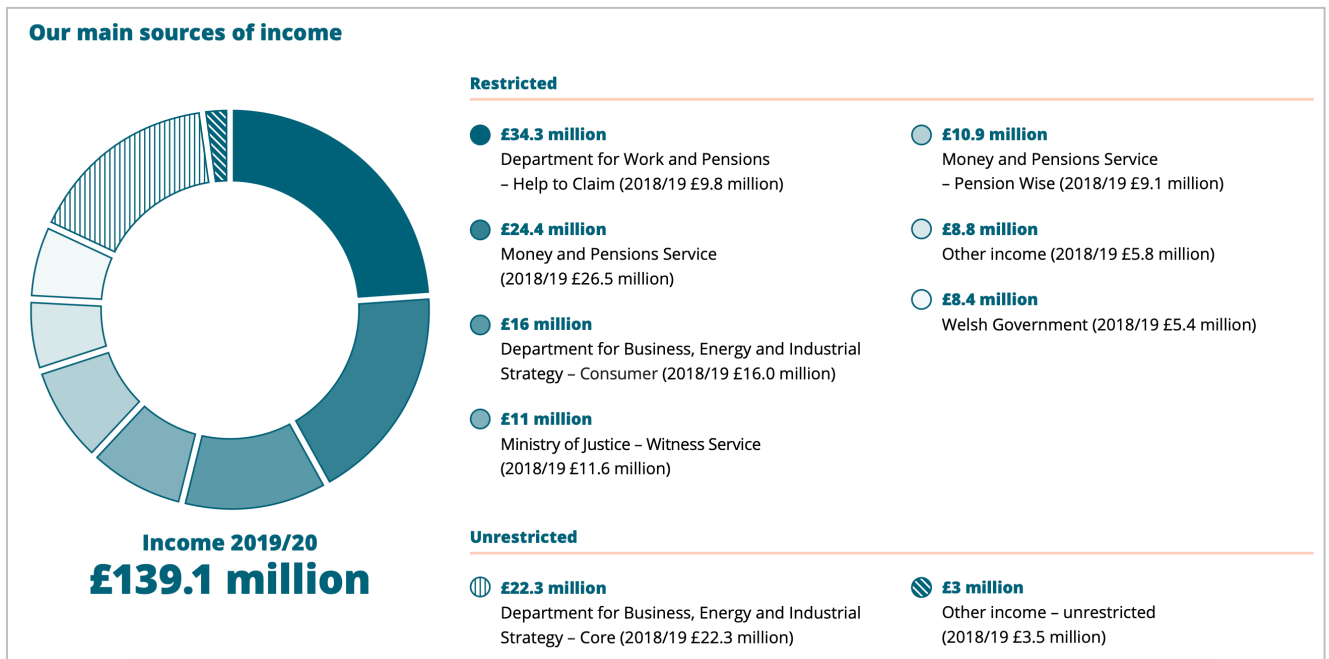 Our main sources of income
Income 2019/20
£139.1 million
Restricted
£34.3 million
Department for Work and Pensions
– Help to Claim (2018/19 £9.8 million)
£24.4 million
Money and Pensions Service
(2018/19 £26.5 million)
£16 million
Department for Business, Energy and Industrial
Strategy – Consumer (2018/19 £16.0 million)
£11 million
Ministry of Justice – Witness Service
(2018/19 £11.6 million)
£10.9 million
Money and Pensions Service
– Pension Wise (2018/19 £9.1 million)
£8.8 million
Other income (2018/19 £5.8 million)
£8.4 million
Welsh Government (2018/19 £5.4 million)
Unrestricted
£22.3 million
Department for Business, Energy and Industrial
Strategy – Core (2018/19 £22.3 million)
£3 million
Other income – unrestricted
(2018/19 £3.5 million)